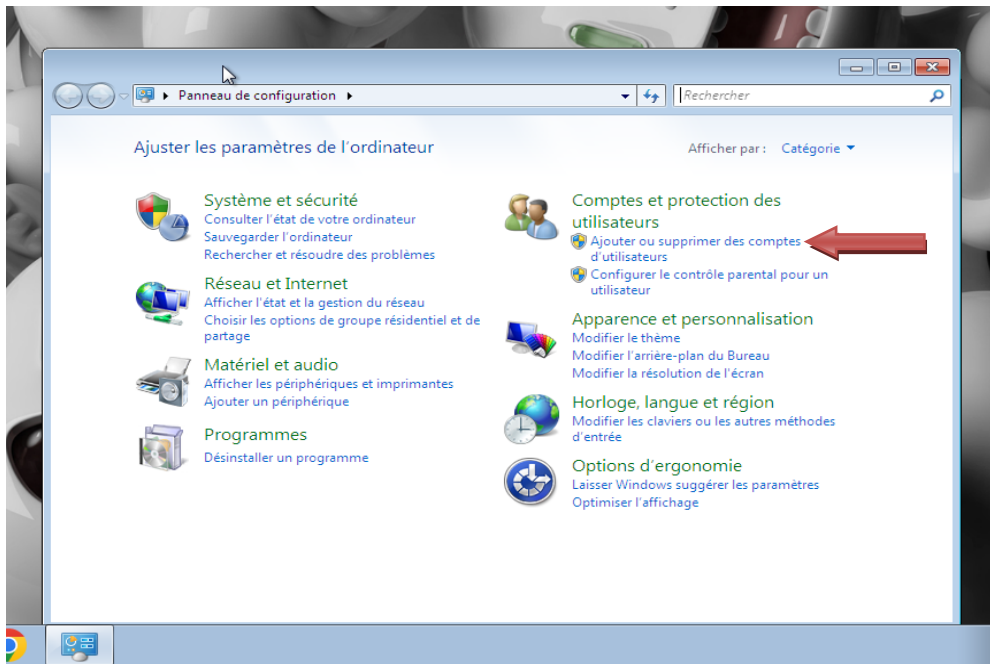 Panneau de configuration
Rechercher
Ajuster les paramètres de l'ordinateur
Afficher par : Catégorie
Système et sécurité
Consulter l'état de votre ordinateur
Sauvegarder l'ordinateur
Rechercher et résoudre des problèmes
Réseau et Internet
Afficher l'état et la gestion du réseau
Choisir les options de groupe résidentiel et de
partage
Matériel et audio
Afficher les périphériques et imprimantes
Ajouter un périphérique
Programmes
Désinstaller un programme
Comptes et protection des
utilisateurs
Ajouter ou supprimer des comptes
d'utilisateurs
Configurer le contrôle parental pour un
utilisateur
Apparence et personnalisation
Modifier le thème
Modifier l'arrière-plan du Bureau
Modifier la résolution de l'écran
Horloge, langue et région
Modifier les claviers ou les autres méthodes
d'entrée
Options d'ergonomie
Laisser Windows suggérer les paramètres
Optimiser l'affichage